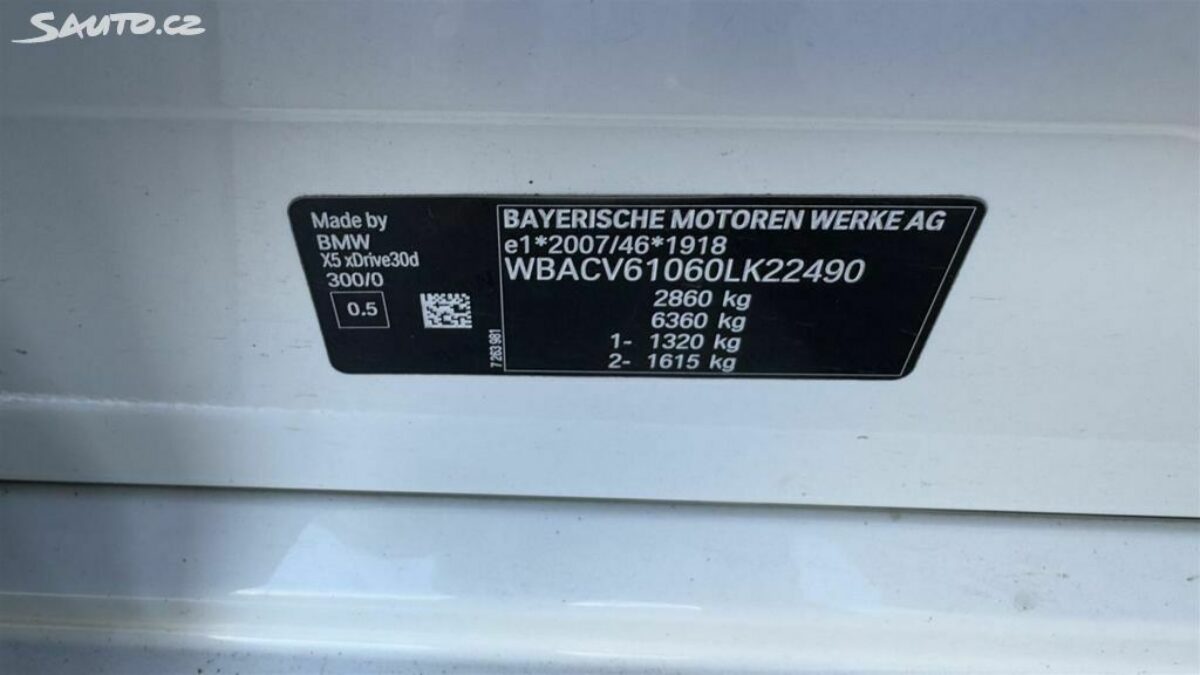 SAUTO.CZ
Made by
BMW
X5 xDrive30d
300/0
0.5
7 263 981
BAYERISCHE MOTOREN WERKE AG
e1*2007/46*1918
WBACV61060LK22490
2860 kg
6360 kg
1- 1320 kg
2- 1615 kg